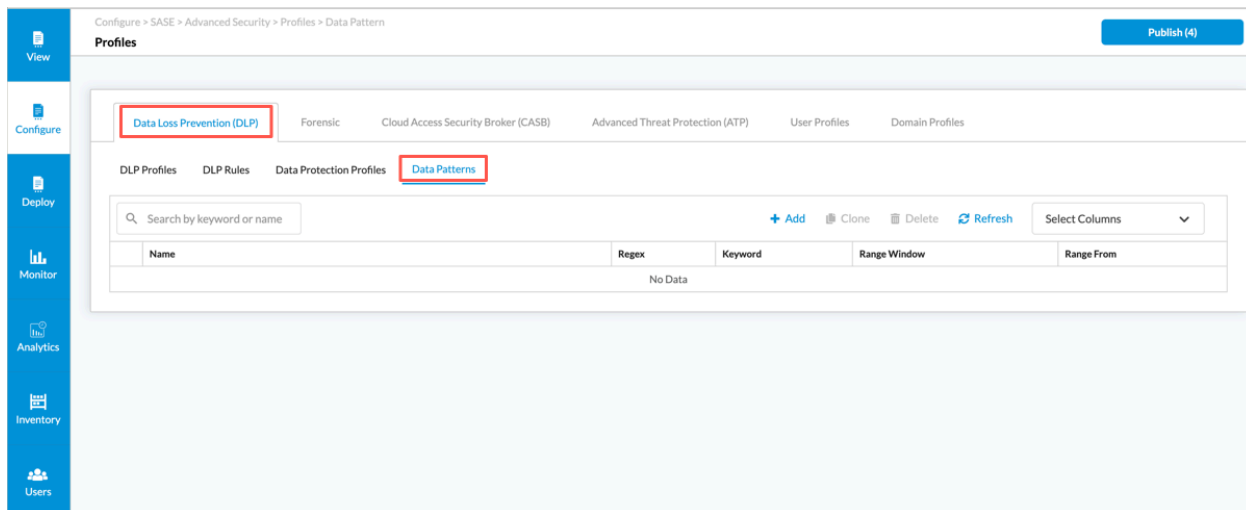 Configure > SASE > Advanced Security > Profiles > Data Pattern
Profiles
Publish (4)
View
Configure
Deploy
Monitor
Analytics
Inventory
Users
Data Loss Prevention (DLP) Forensic Cloud Access Security Broker (CASB) Advanced Threat Protection (ATP) User Profiles Domain Profiles
DLP Profiles DLP Rules Data Protection Profiles Data Patterns
Search by keyword or name + Add Clone Delete Refresh Select Columns
Name Regex Keyword Range Window Range From
No Data